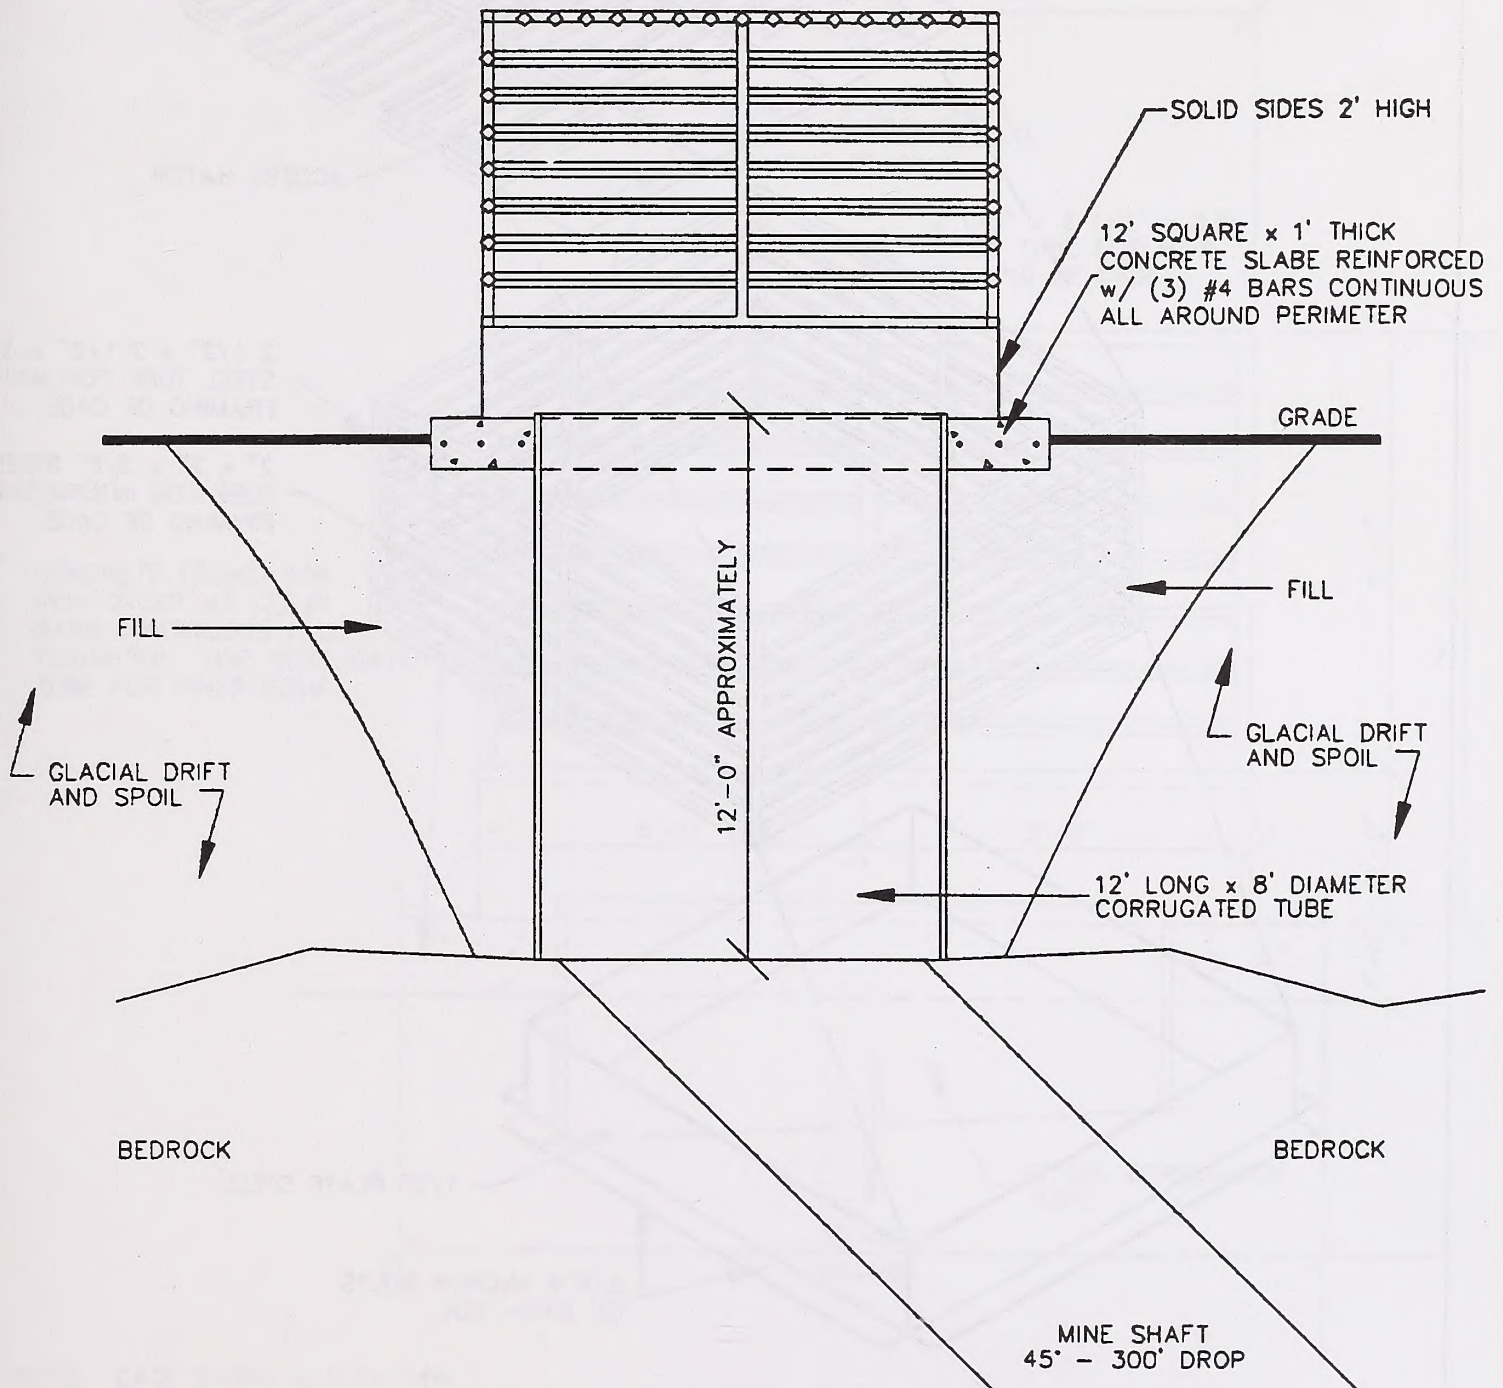 SOLID SIDES 2' HIGH
12' SQUARE x 1' THICK
CONCRETE SLABE REINFORCED
w/ (3) #4 BARS CONTINUOUS
ALL AROUND PERIMETER
GRADE
12'-0" APPROXIMATELY
FILL
FILL
GLACIAL DRIFT
AND SPOIL
GLACIAL DRIFT
AND SPOIL
12' LONG x 8' DIAMETER
CORRUGATED TUBE
BEDROCK
BEDROCK
MINE SHAFT
45° - 300' DROP